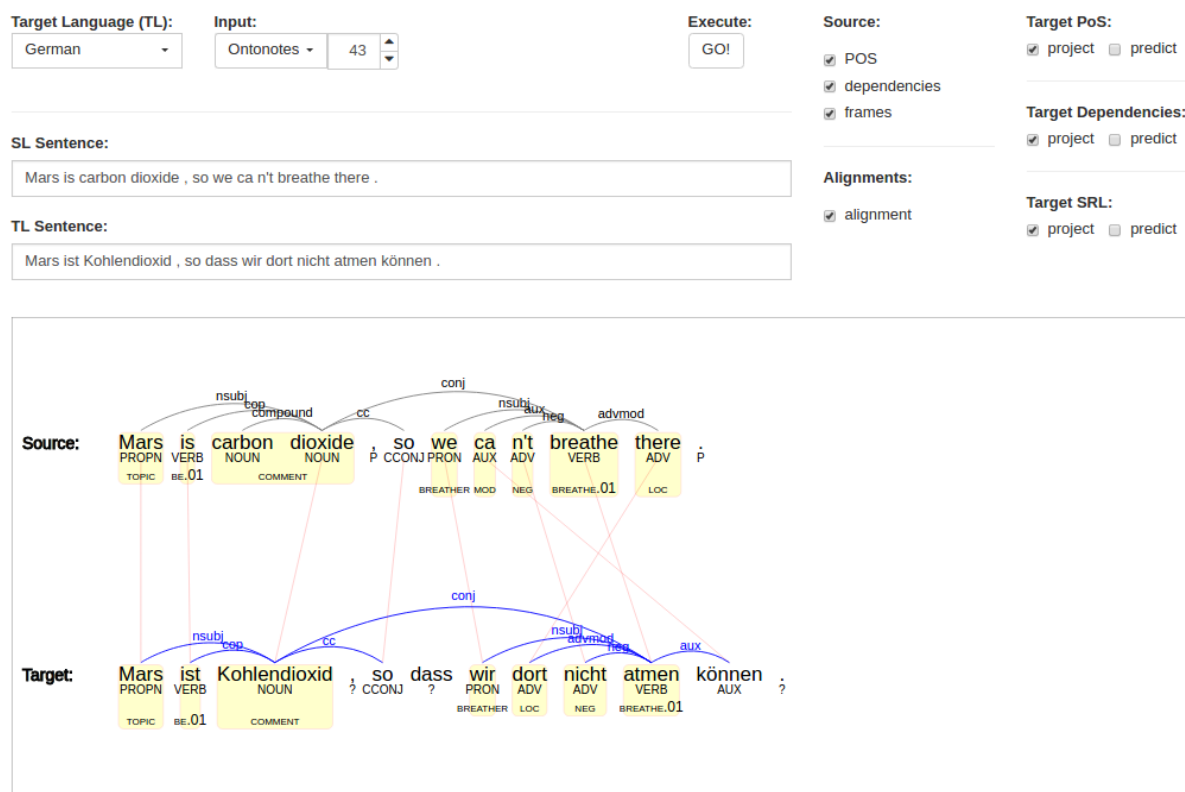 Target Language (TL): Input: Execute: Source: Target PoS:
German Ontonotes 43 GO! project predict
POS
dependencies
frames Target Dependencies:
project predict
SL Sentence:
Mars is carbon dioxide , so we ca n't breathe there .
Alignments:
alignment
Target SRL:
project predict
TL Sentence:
Mars ist Kohlendioxid , so dass wir dort nicht atmen können .
conj
nsubj cop compound cc nsubj aux neg advmod
Source: Mars is carbon dioxide , so we ca n't breathe there .
PROPN VERB NOUN NOUN P CCONJ PRON AUX ADV VERB ADV P
TOPIC BE.01 COMMENT BREATHER MOD NEG BREATHE.01 LOC
conj
nsubj cop cc nsubj advmod neg aux
Target: Mars ist Kohlendioxid , so dass wir dort nicht atmen können .
PROPN VERB NOUN ? CCONJ ? PRON ADV ADV VERB AUX ?
TOPIC BE.01 COMMENT BREATHER LOC NEG BREATHE.01